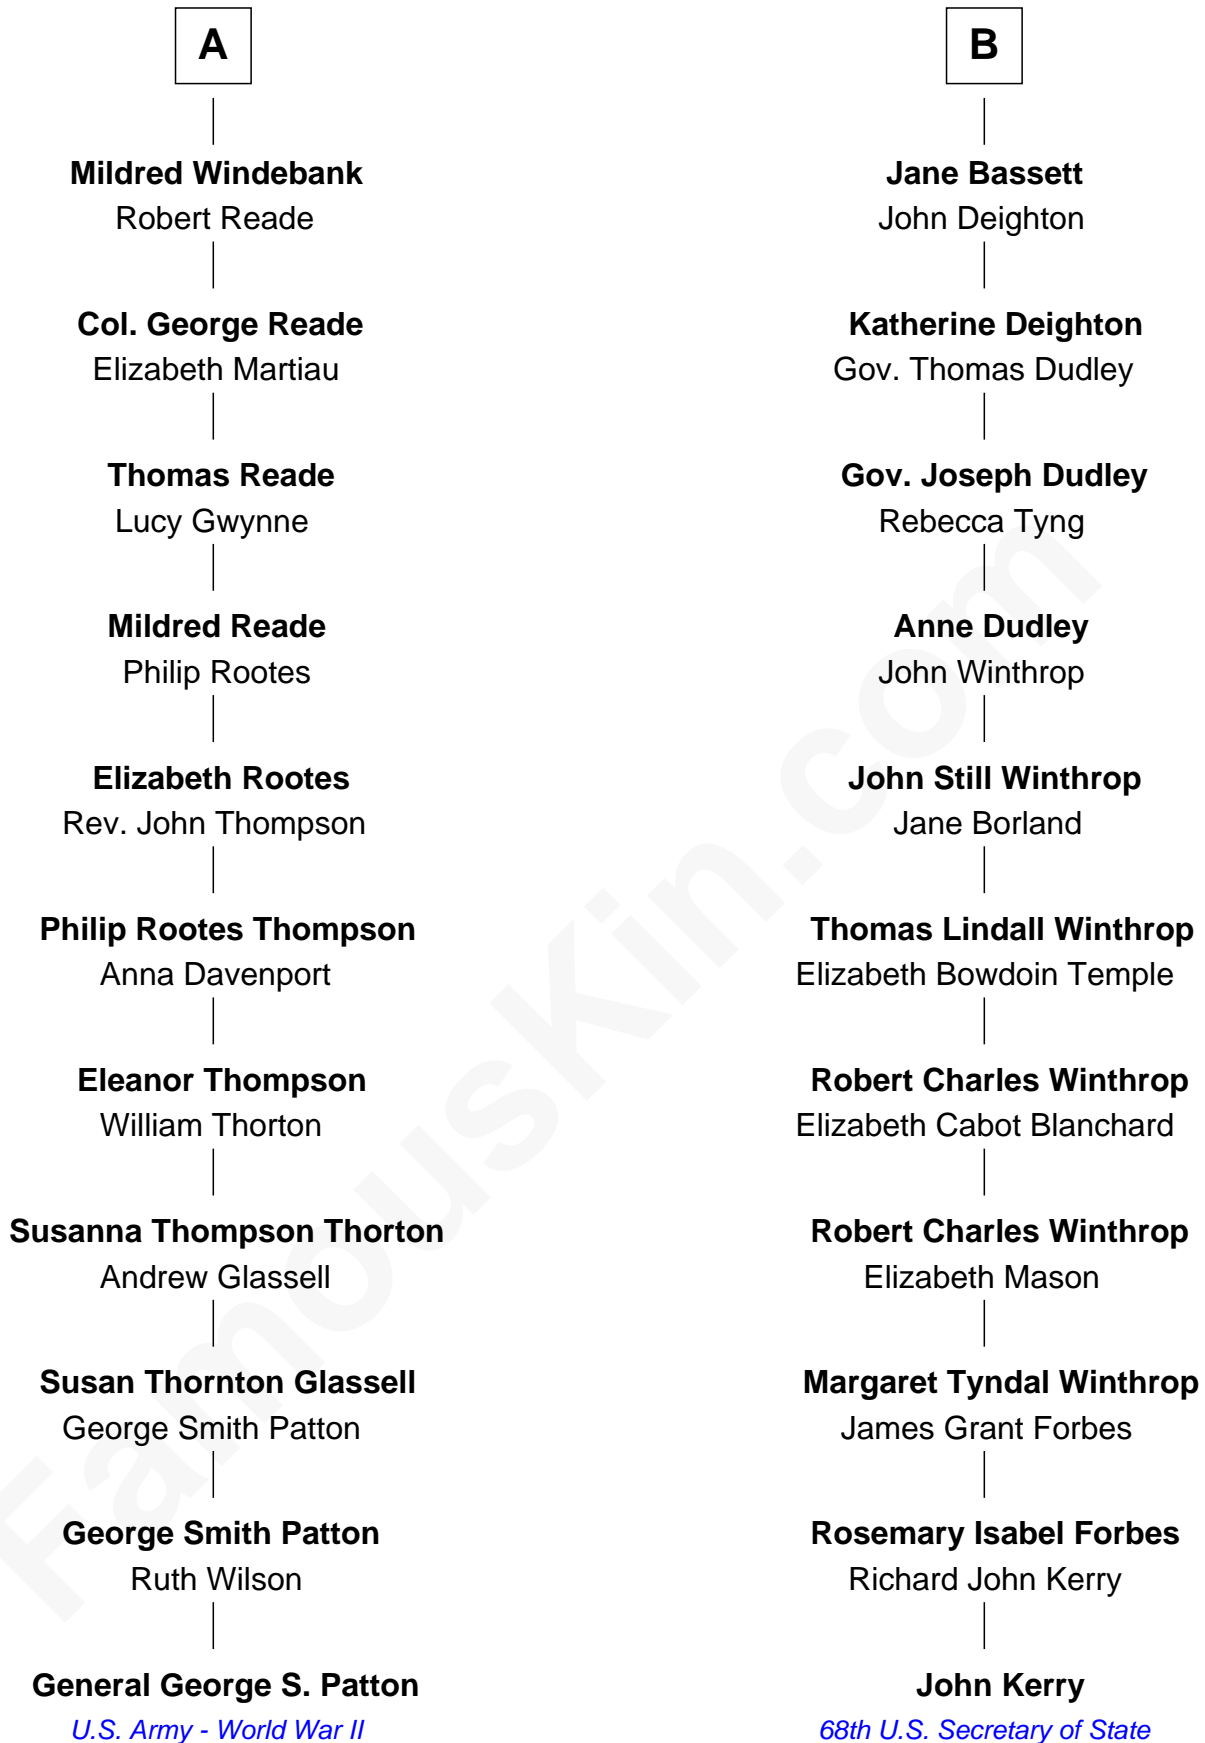 A
Mildred Windebank
Robert Reade
Col. George Reade
Elizabeth Martiau
Thomas Reade
Lucy Gwynne
Mildred Reade
Philip Rootes
Elizabeth Rootes
Rev. John Thompson
Philip Rootes Thompson
Anna Davenport
Eleanor Thompson
William Thorton
Susanna Thompson Thorton
Andrew Glassell
Susan Thornton Glassell
George Smith Patton
George Smith Patton
Ruth Wilson
General George S. Patton
U.S. Army - World War II
B
Jane Bassett
John Deighton
Katherine Deighton
Gov. Thomas Dudley
Gov. Joseph Dudley
Rebecca Tyng
Anne Dudley
John Winthrop
John Still Winthrop
Jane Borland
Thomas Lindall Winthrop
Elizabeth Bowdoin Temple
Robert Charles Winthrop
Elizabeth Cabot Blanchard
Robert Charles Winthrop
Elizabeth Mason
Margaret Tyndal Winthrop
James Grant Forbes
Rosemary Isabel Forbes
Richard John Kerry
John Kerry
68th U.S. Secretary of State
FamousKin.com